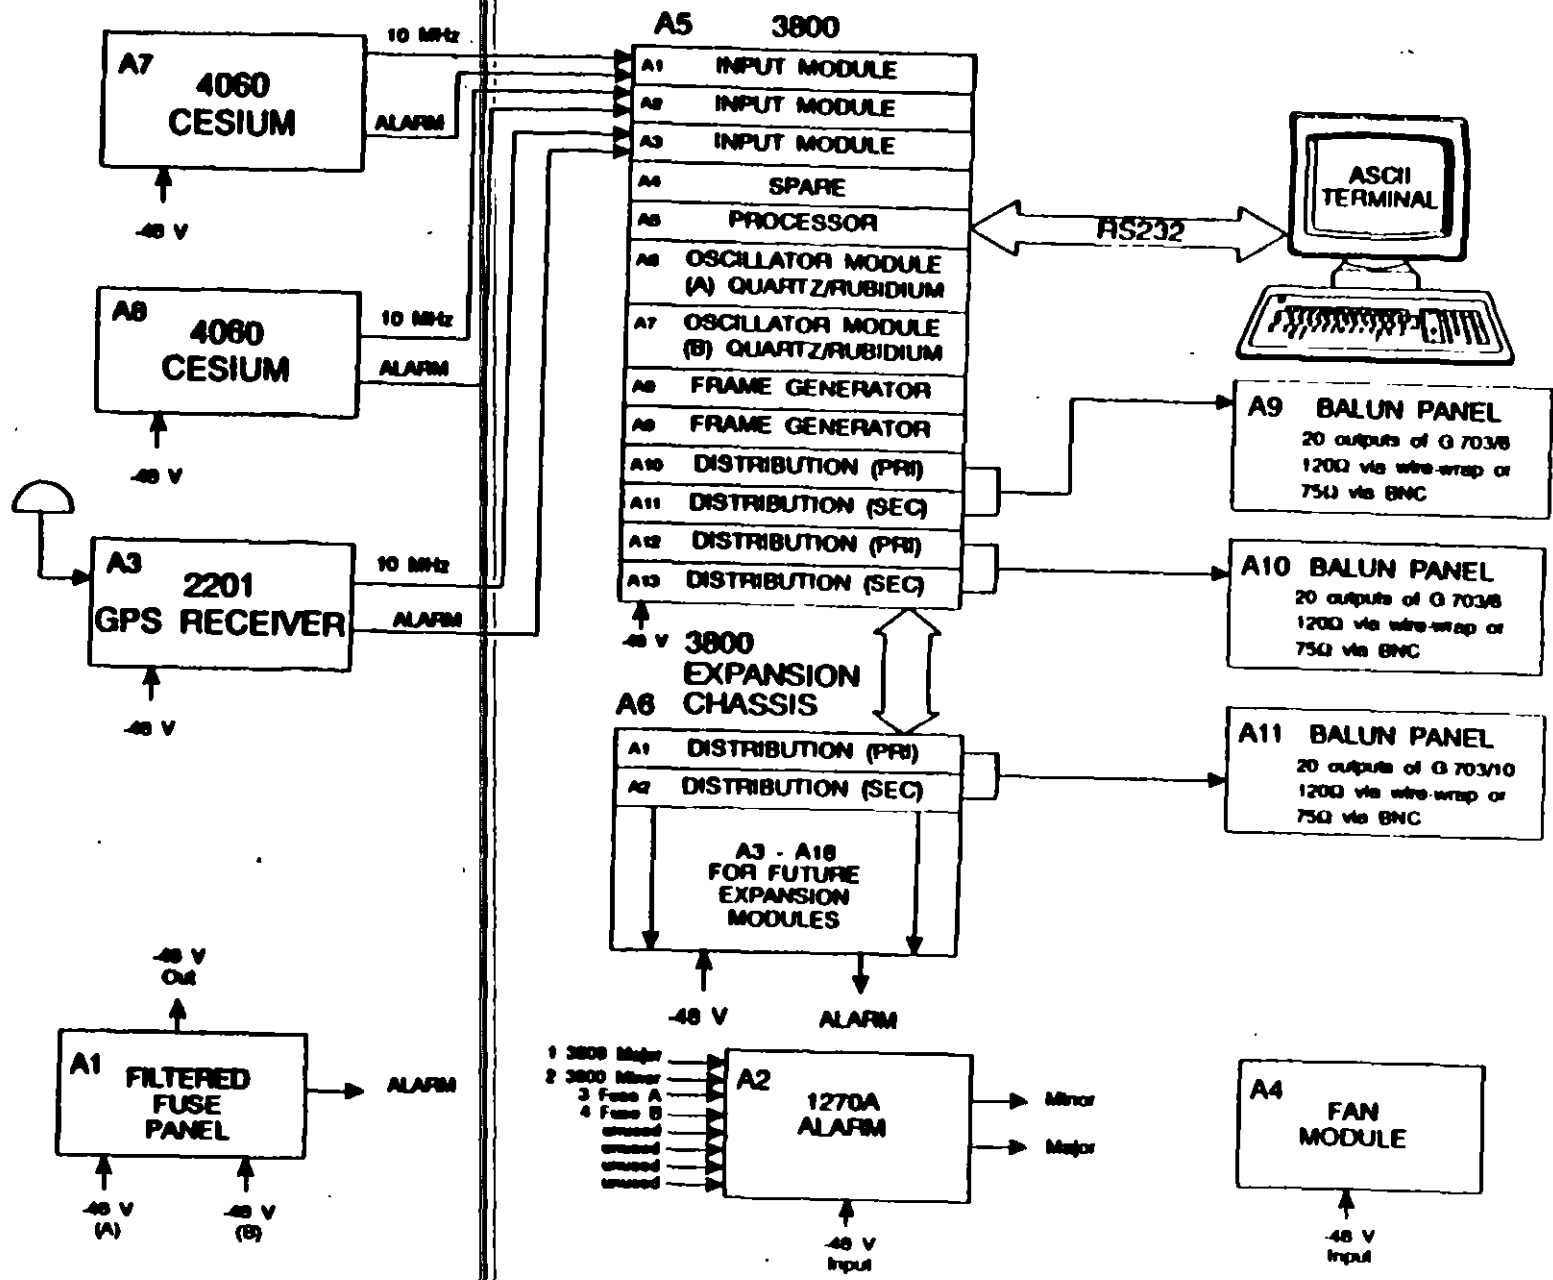 A7
4060
CESIUM
10 MHz
ALARM
-48 V
A8
4060
CESIUM
10 MHz
ALARM
-48 V
A3
2201
GPS RECEIVER
10 MHz
ALARM
-48 V
-48 V
Out
A1
FILTERED
FUSE
PANEL
ALARM
-48 V
(A)
-48 V
(B)
A5 3800
A1 INPUT MODULE
A2 INPUT MODULE
A3 INPUT MODULE
A4 SPARE
A5 PROCESSOR
A6 OSCILLATOR MODULE
(A) QUARTZ/RUBIDIUM
A7 OSCILLATOR MODULE
(B) QUARTZ/RUBIDIUM
A8 FRAME GENERATOR
A9 FRAME GENERATOR
A10 DISTRIBUTION (PRI)
A11 DISTRIBUTION (SEC)
A12 DISTRIBUTION (PRI)
A13 DISTRIBUTION (SEC)
-48 V
3800
EXPANSION
A6 CHASSIS
A1 DISTRIBUTION (PRI)
A2 DISTRIBUTION (SEC)
A3 - A16
FOR FUTURE
EXPANSION
MODULES
-48 V
ALARM
1 3800 Major
2 3800 Minor
3 Fuse A
4 Fuse B
unused
unused
unused
unused
A2
1270A
ALARM
Minor
Major
-48 V
Input
RS232
ASCII
TERMINAL
A9 BALUN PANEL
20 outputs of G 703/6
120Ω via wire-wrap or
75Ω via BNC
A10 BALUN PANEL
20 outputs of G 703/6
120Ω via wire-wrap or
75Ω via BNC
A11 BALUN PANEL
20 outputs of G 703/10
120Ω via wire-wrap or
75Ω via BNC
A4
FAN
MODULE
-48 V
Input